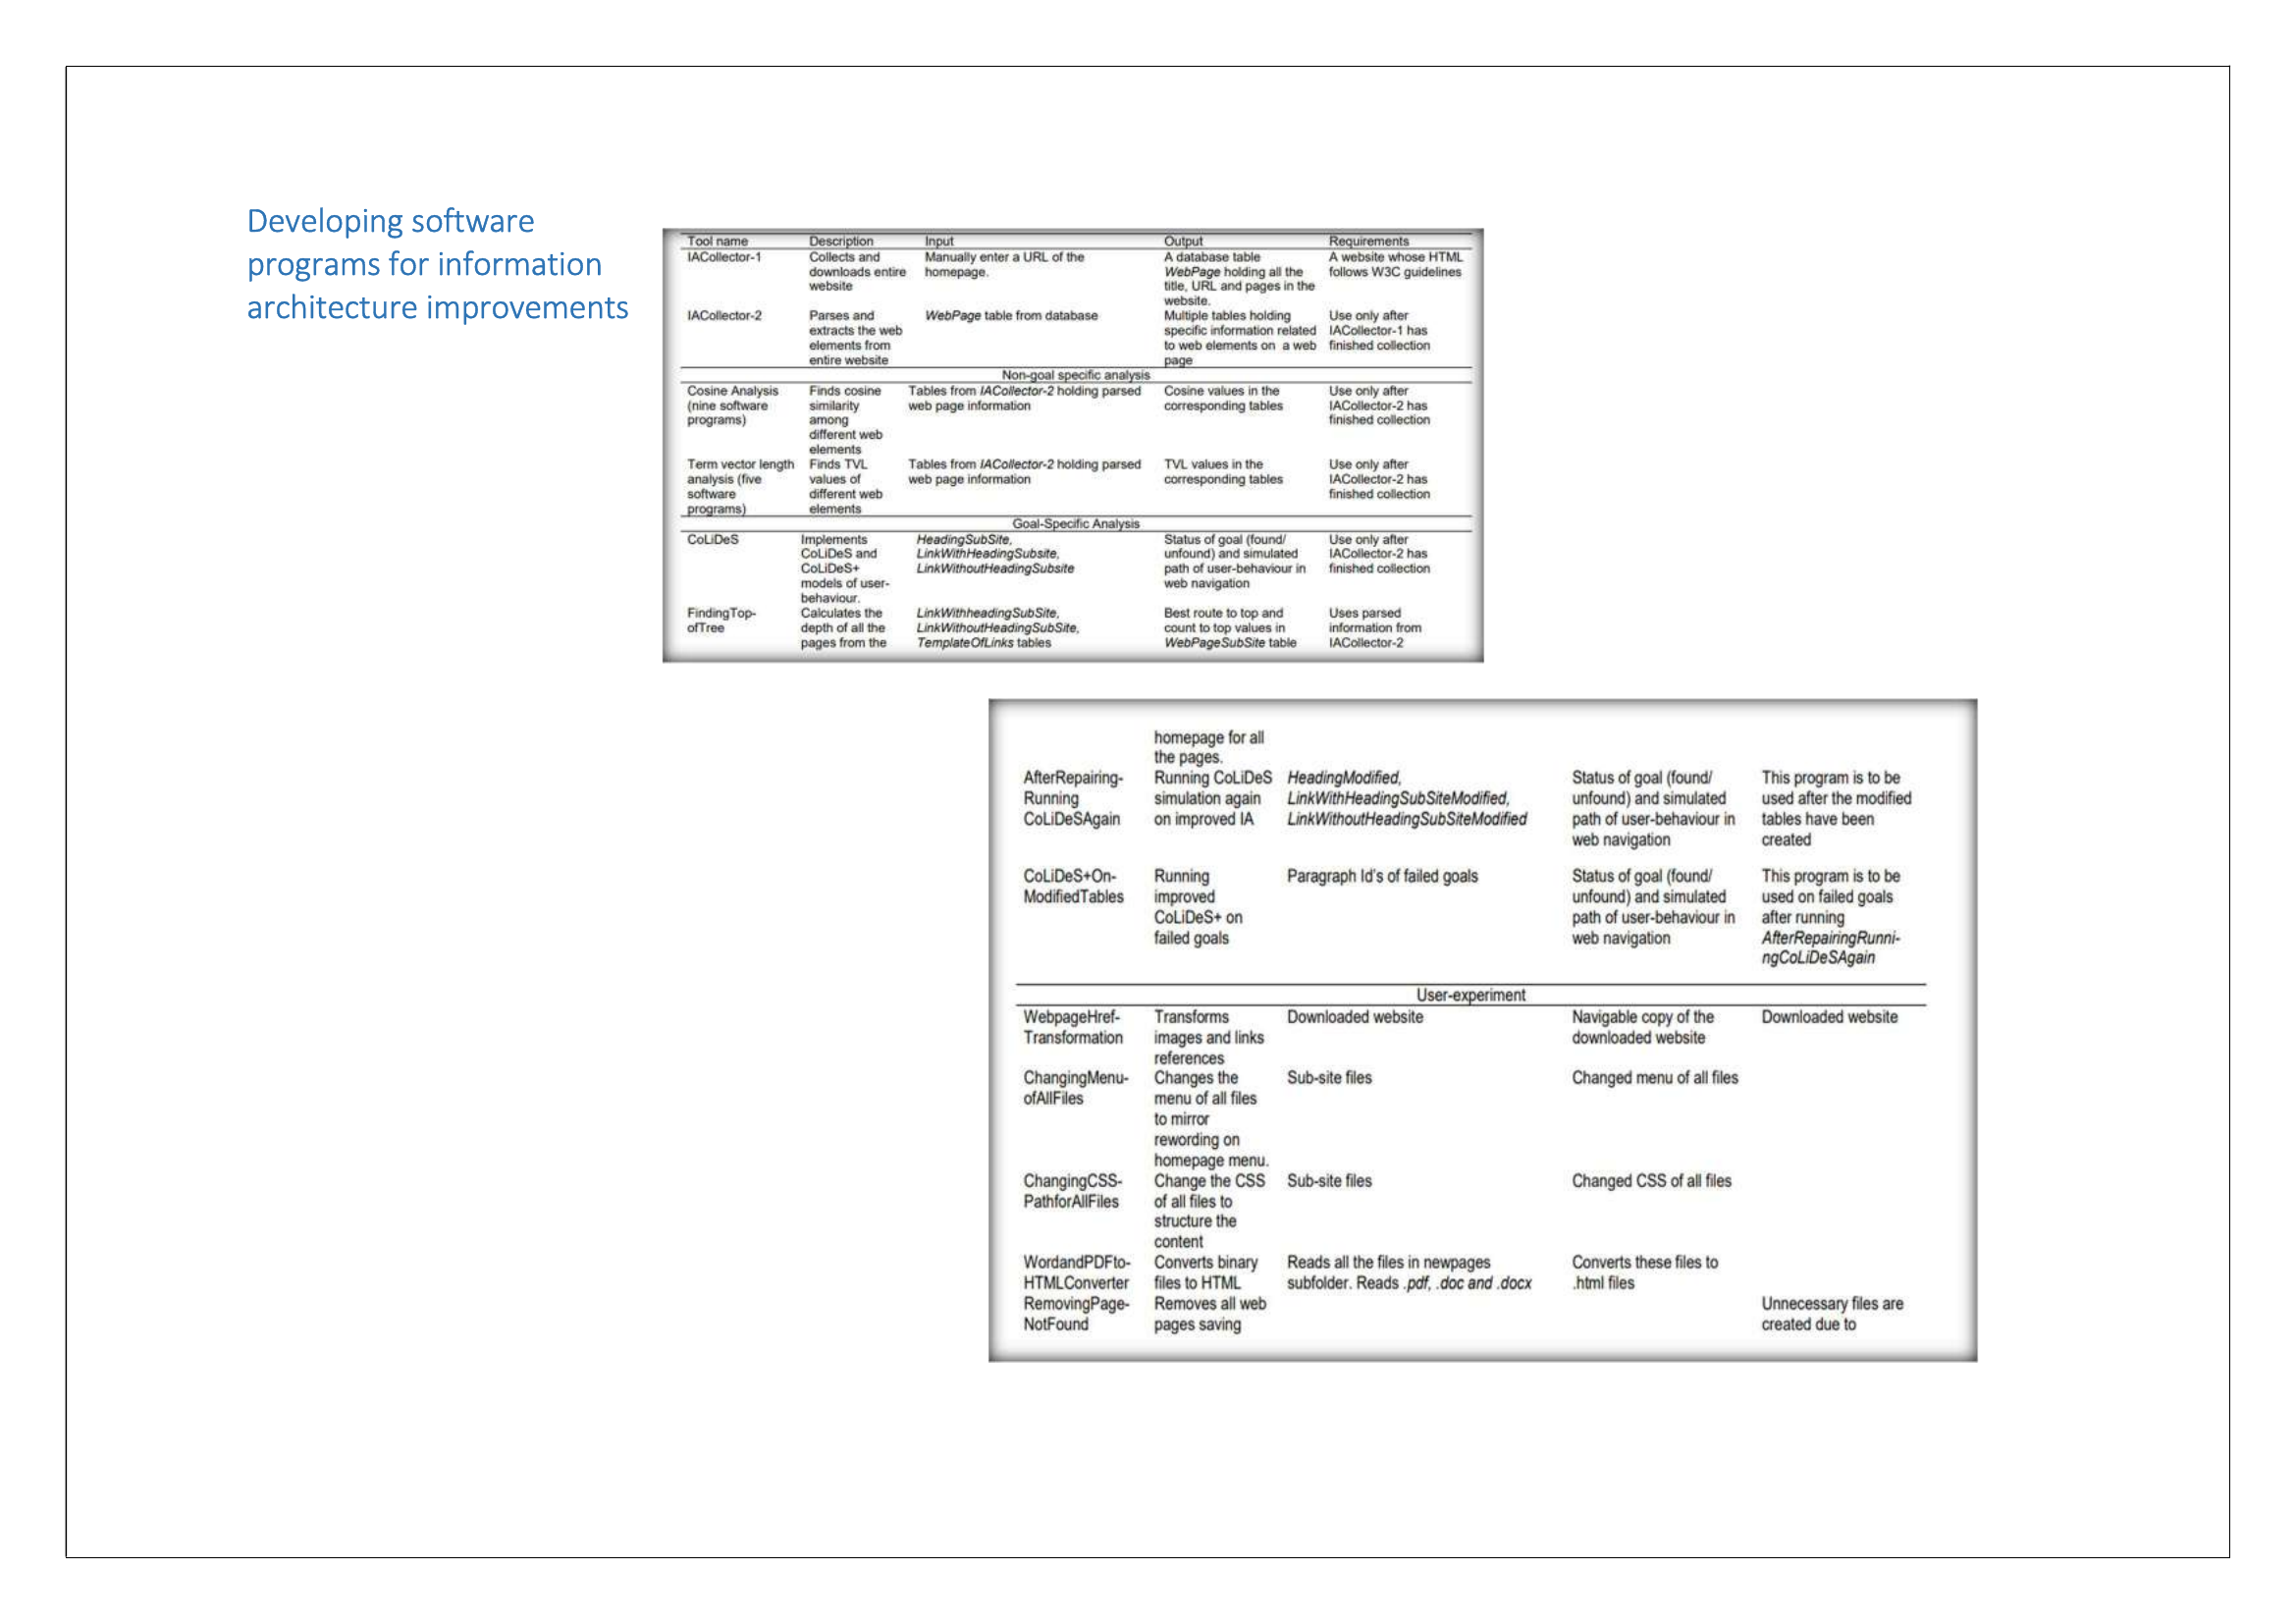 Developing software
programs for information
architecture improvements
Tool name Description Input Output Requirements
IACollector-1 Collects and Manually enter a URL of the A database table A website whose HTML
downloads entire homepage. WebPage holding all the follows W3C guidelines
website title, URL and pages in the
website.
IACollector-2 Parses and WebPage table from database Multiple tables holding Use only after
extracts the web specific information related IACollector-1 has
elements from to web elements on a web finished collection
entire website page
Non-goal specific analysis
Cosine Analysis Finds cosine Tables from IACollector-2 holding parsed Cosine values in the Use only after
(nine software similarity web page information corresponding tables IACollector-2 has
programs) among finished collection
different web
elements
Term vector length Finds TVL Tables from IACollector-2 holding parsed TVL values in the Use only after
analysis (five values of web page information corresponding tables IACollector-2 has
software different web finished collection
programs) elements
Goal-Specific Analysis
CoLiDeS Implements HeadingSubSite, Status of goal (found/ Use only after
CoLiDeS and LinkWithHeadingSubsite, unfound) and simulated IACollector-2 has
CoLiDeS+ LinkWithoutHeadingSubsite path of user-behaviour in finished collection
models of user- web navigation
behaviour.
FindingTop- Calculates the LinkWithheadingSubSite, Best route to top and Uses parsed
ofTree depth of all the LinkWithoutHeadingSubSite, count to top values in information from
pages from the TemplateOfLinks tables WebPageSubSite table IACollector-2
homepage for all
the pages.
AfterRepairing- Running CoLiDeS HeadingModified, Status of goal (found/ This program is to be
Running simulation again LinkWithHeadingSubSiteModified, unfound) and simulated used after the modified
CoLiDeSAgain on improved IA LinkWithoutHeadingSubSiteModified path of user-behaviour in tables have been
web navigation created
CoLiDeS+On- Running Paragraph Id's of failed goals Status of goal (found/ This program is to be
ModifiedTables improved unfound) and simulated used on failed goals
CoLiDeS+ on path of user-behaviour in after running
failed goals web navigation AfterRepairingRunni-
ngCoLiDeSAgain
User-experiment
WebpageHref- Transforms Downloaded website Navigable copy of the Downloaded website
Transformation images and links downloaded website
references
ChangingMenu- Changes the Sub-site files Changed menu of all files
ofAllFiles menu of all files
to mirror
rewording on
homepage menu.
ChangingCSS- Change the CSS Sub-site files Changed CSS of all files
PathforAllFiles of all files to
structure the
content
WordandPDFto- Converts binary Reads all the files in newpages Converts these files to
HTMLConverter files to HTML subfolder. Reads .pdf, .doc and .docx .html files
RemovingPage- Removes all web Unnecessary files are
NotFound pages saving created due to